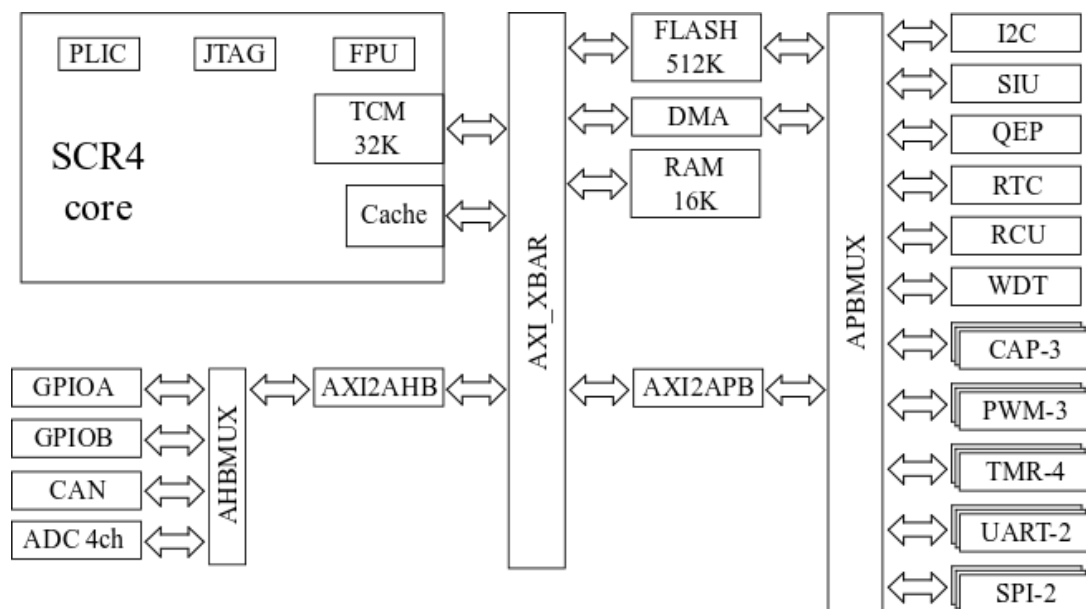 PLIC
JTAG
FPU
TCM
32K
SCR4
core
Cache
AXI_XBAR
FLASH
512K
DMA
RAM
16K
APBMUX
I2C
SIU
QEP
RTC
RCU
WDT
CAP-3
PWM-3
TMR-4
UART-2
SPI-2
GPIOA
GPIOB
CAN
ADC 4ch
AHBMUX
AXI2AHB
AXI2APB